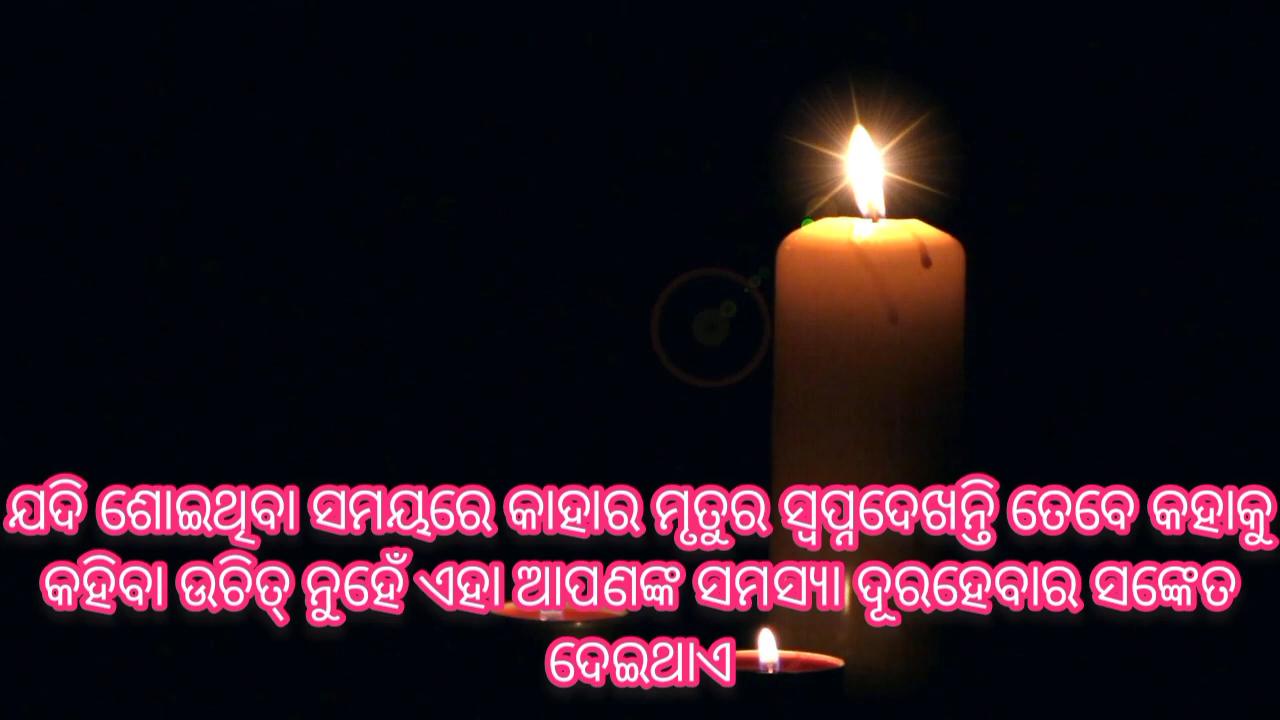 ଯଦି ଶୋଇଥିବା ସମୟରେ କାହାର ମୃତୁର ସ୍ୱପ୍ନଦେଖନ୍ତି ତେବେ କହାକୁ
କହିବା ଉଚିତ୍ ନୁହେଁ ଏହା ଆପଣଙ୍କ ସମସ୍ୟା ଦୂରହେବାର ସଙ୍କେତ
ଦେଇଥାଏ